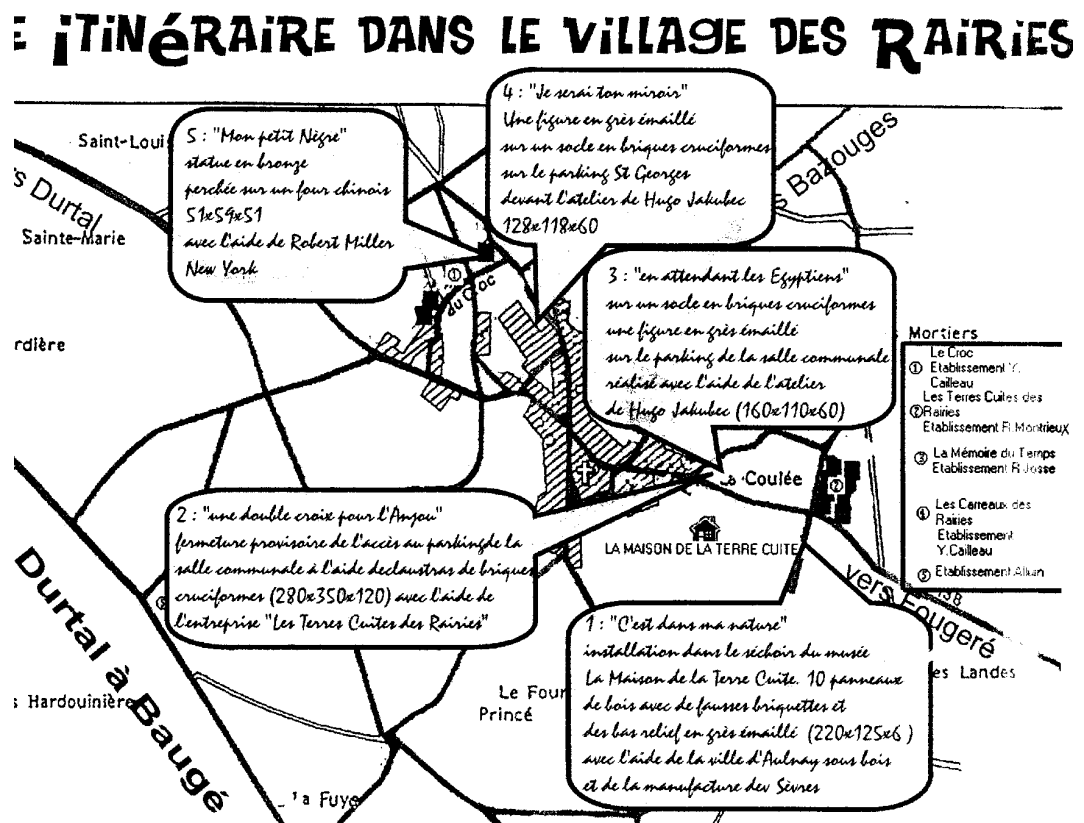 E iTiNéRAiRE DANS LE ViLLAGE DES RAiRiES
4 : "Je serai ton miroir"
Une figure en grès émaillé
sur un socle en briques cruciformes
sur le parking St Georges
devant l'atelier de Hugo Jakubec
128x118x60
5 : "Mon petit Nègre"
statue en bronze
perchée sur un four chinois
51x59x51
avec l'aide de Robert Miller
New York
Saint-Loui
rs Durtal
Sainte-Marie
s Bazouges
① du Croc
3 : "en attendant les Egyptiens"
sur un socle en briques cruciformes
une figure en grès émaillé
sur le parking de la salle communale
réalisé avec l'aide de l'atelier
de Hugo Jakubec (160x110x60)
rdière
Mortiers
Le Croc
① Etablissement Y.
Cailleau
Les Terres Cuites des
② Rairies
Etablissement R.Montrieux
③ La Mémoire du Temps
Etablissement R.Josse
④ Les Carreaux des
Rairies
Etablissement
Y.Cailleau
⑤ Etablissement Alluin
La Coulée
②
LA MAISON DE LA TERRE CUITE
2 : "une double croix pour l'Anjou"
fermeture provisoire de l'accès au parkingde la
salle communale à l'aide declaustras de briques
cruciformes (280x350x120) avec l'aide de
l'entreprise "Les Terres Cuites des Rairies"
vers Fougeré
138
Durtal à Baugé
1 : "C'est dans ma nature"
installation dans le séchoir du musée
La Maison de la Terre Cuite. 10 panneaux
de bois avec de fausses briquettes et
des bas relief en grès émaillé (220x125x6 )
avec l'aide de la ville d'Aulnay sous bois
et de la manufacture dev Sèvres
es Landes
s Hardouinière
Le Four
Princé
a Fuye